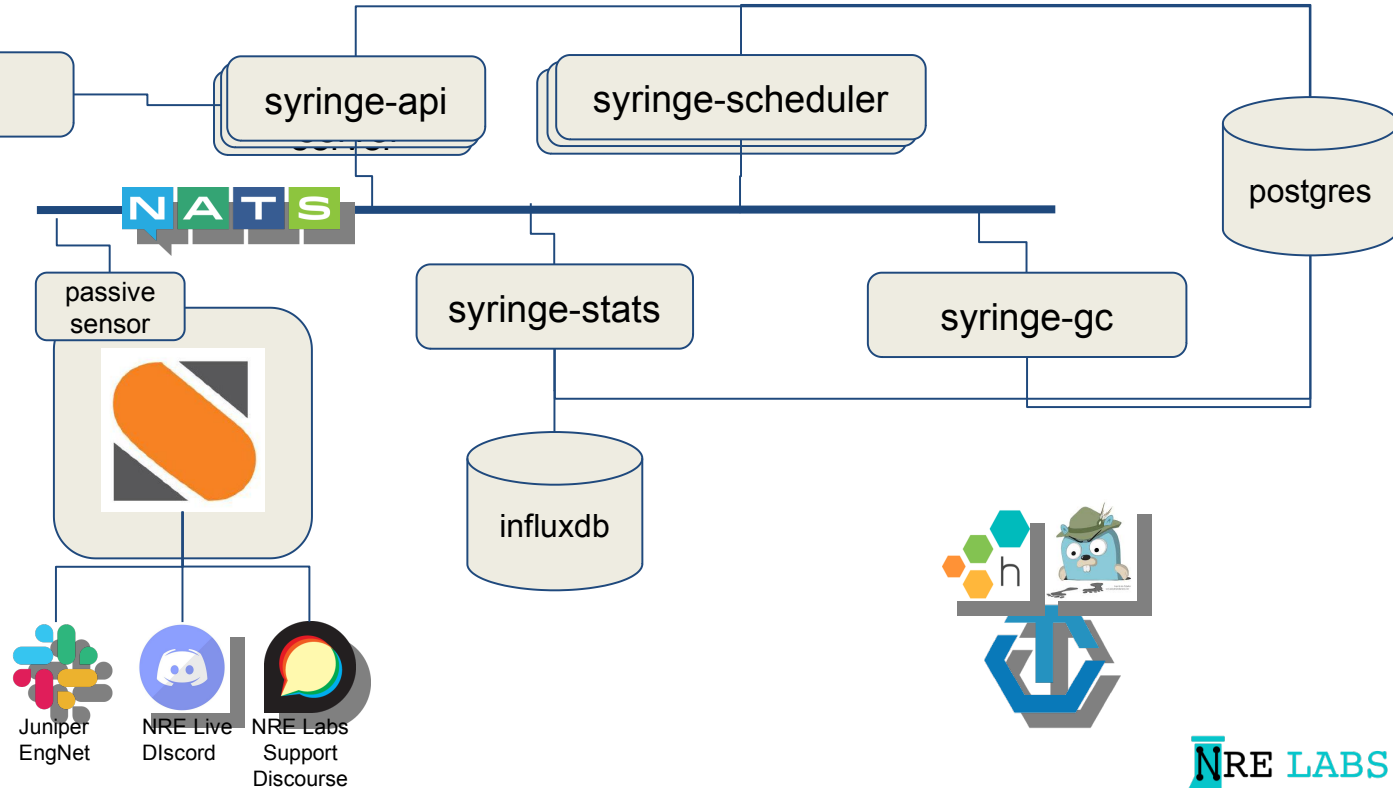 syringe-api
syringe-scheduler
postgres
NATS
passive
sensor
syringe-stats
syringe-gc
influxdb
h
Juniper
EngNet
NRE Live
DIscord
NRE Labs
Support
Discourse
NRE LABS